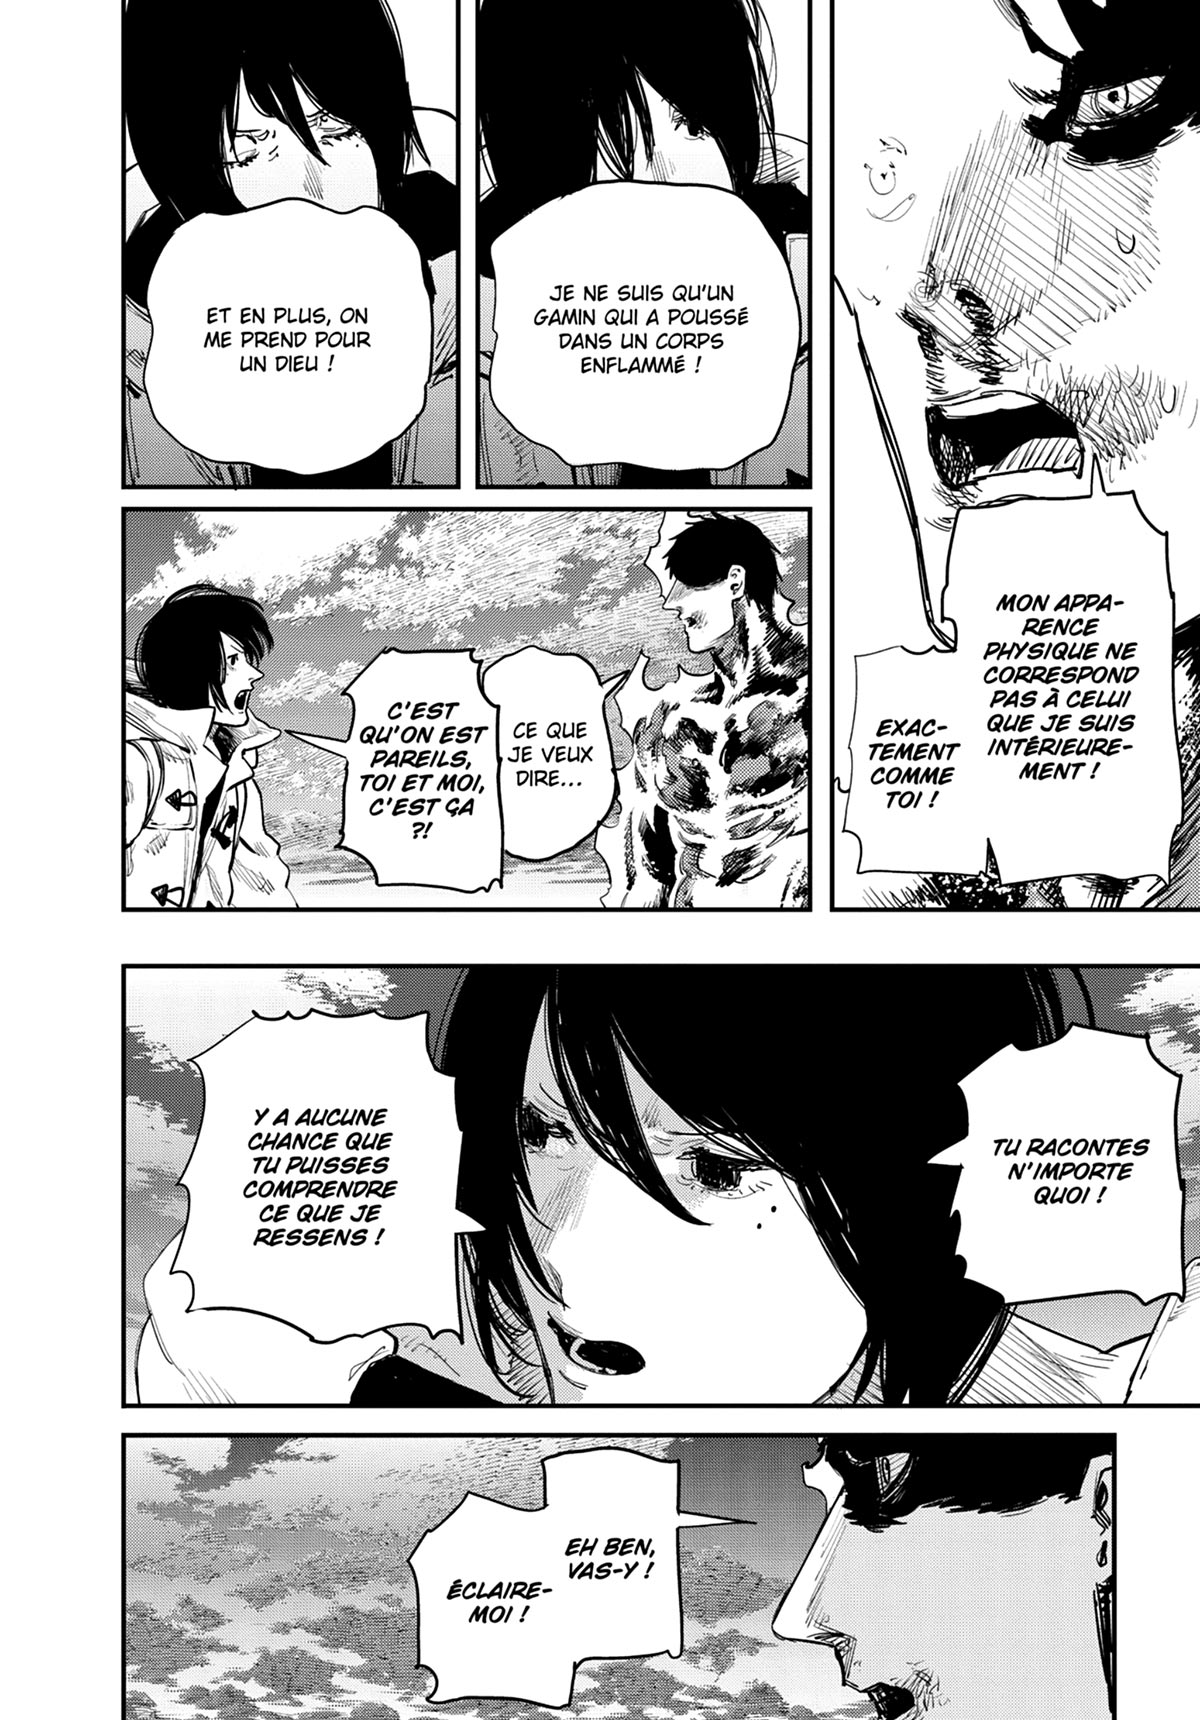 MON APPA-
RENCE
PHYSIQUE NE
CORRESPOND
PAS À CELUI
QUE JE SUIS
INTÉRIEURE-
MENT !
EXAC-
TEMENT
COMME
TOI !
JE NE SUIS QU'UN
GAMIN QUI A POUSSÉ
DANS UN CORPS
ENFLAMMÉ !
ET EN PLUS, ON
ME PREND POUR
UN DIEU !
CE QUE
JE VEUX
DIRE...
C'EST
QU'ON EST
PAREILS,
TOI ET MOI,
C'EST ÇA
?!
TU RACONTES
N'IMPORTE
QUOI !
Y A AUCUNE
CHANCE QUE
TU PUISSES
COMPRENDRE
CE QUE JE
RESSENS !
EH BEN,
VAS-Y !
ÉCLAIRE-
MOI !